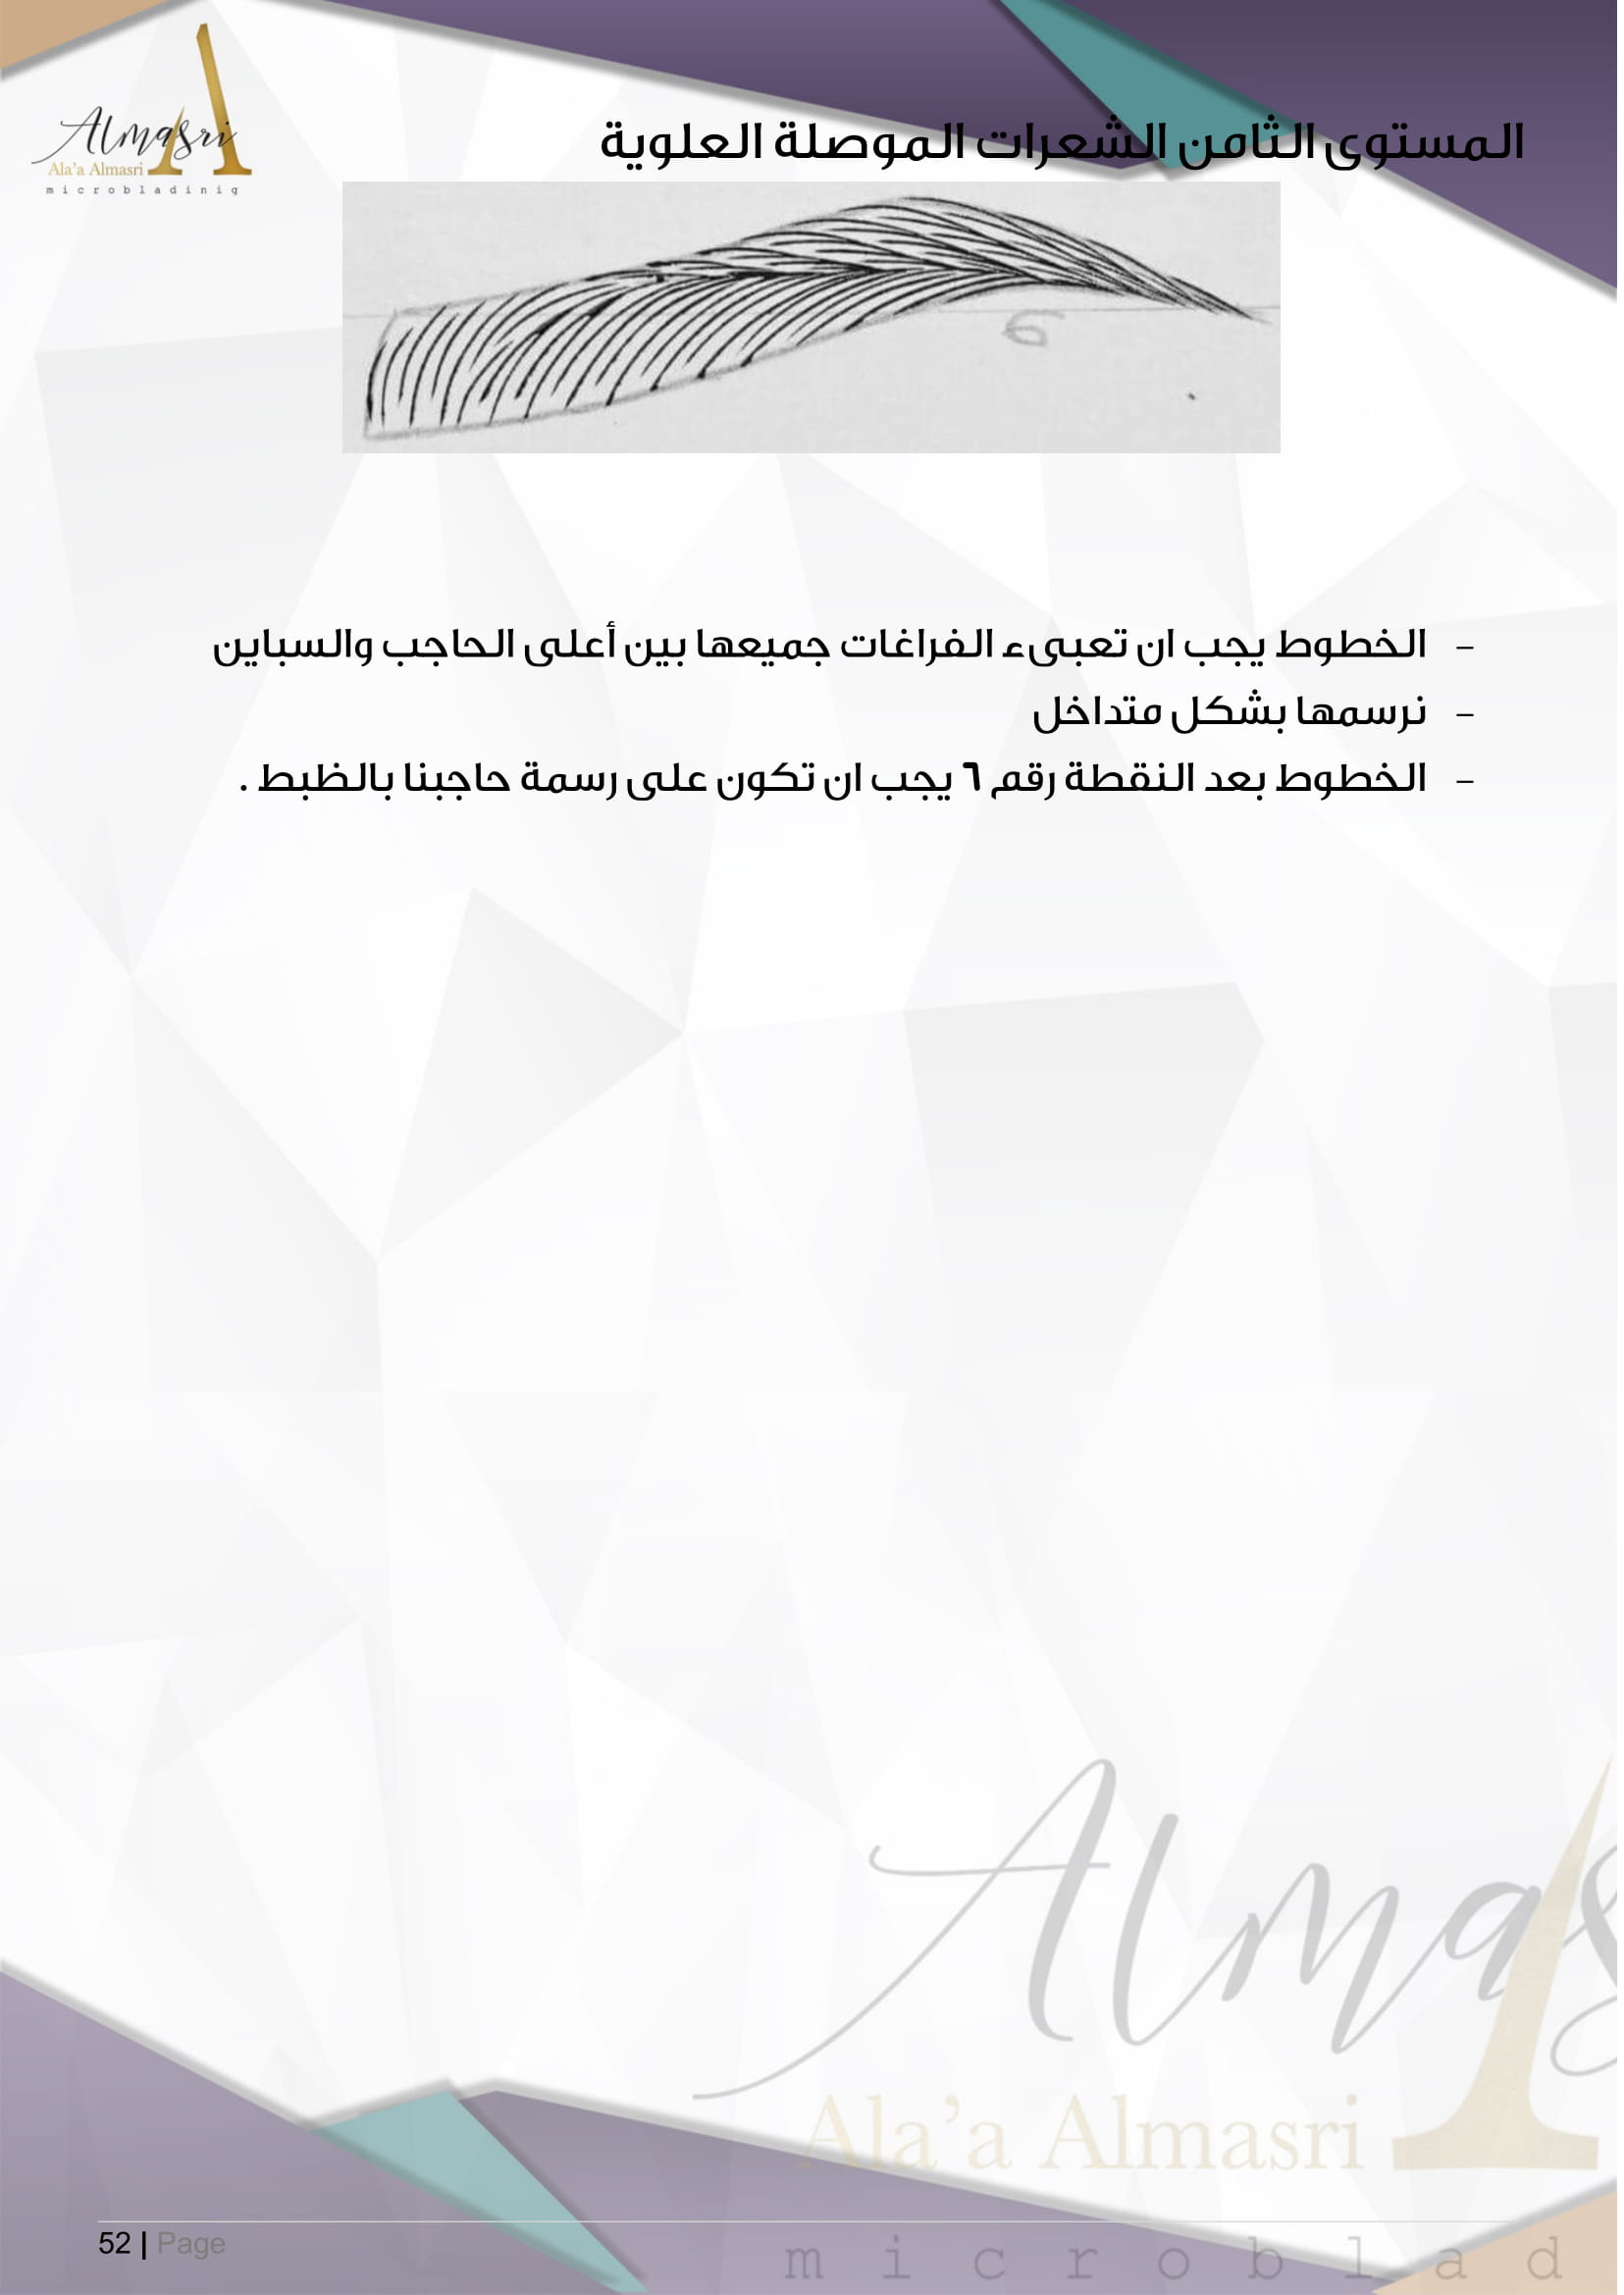 Almasri
Ala'a Almasri
microbladinig
المستوى الثامن الشعرات الموصلة العلوية
6
- الخطوط يجب ان تعبىء الفراغات جميعها بين أعلى الحاجب والسباين
- نرسمها بشكل متداخل
- الخطوط بعد النقطة رقم ٦ يجب ان تكون على رسمة حاجبنا بالظبط .
Almas
Ala'a Almasri
52 | Page
microblad